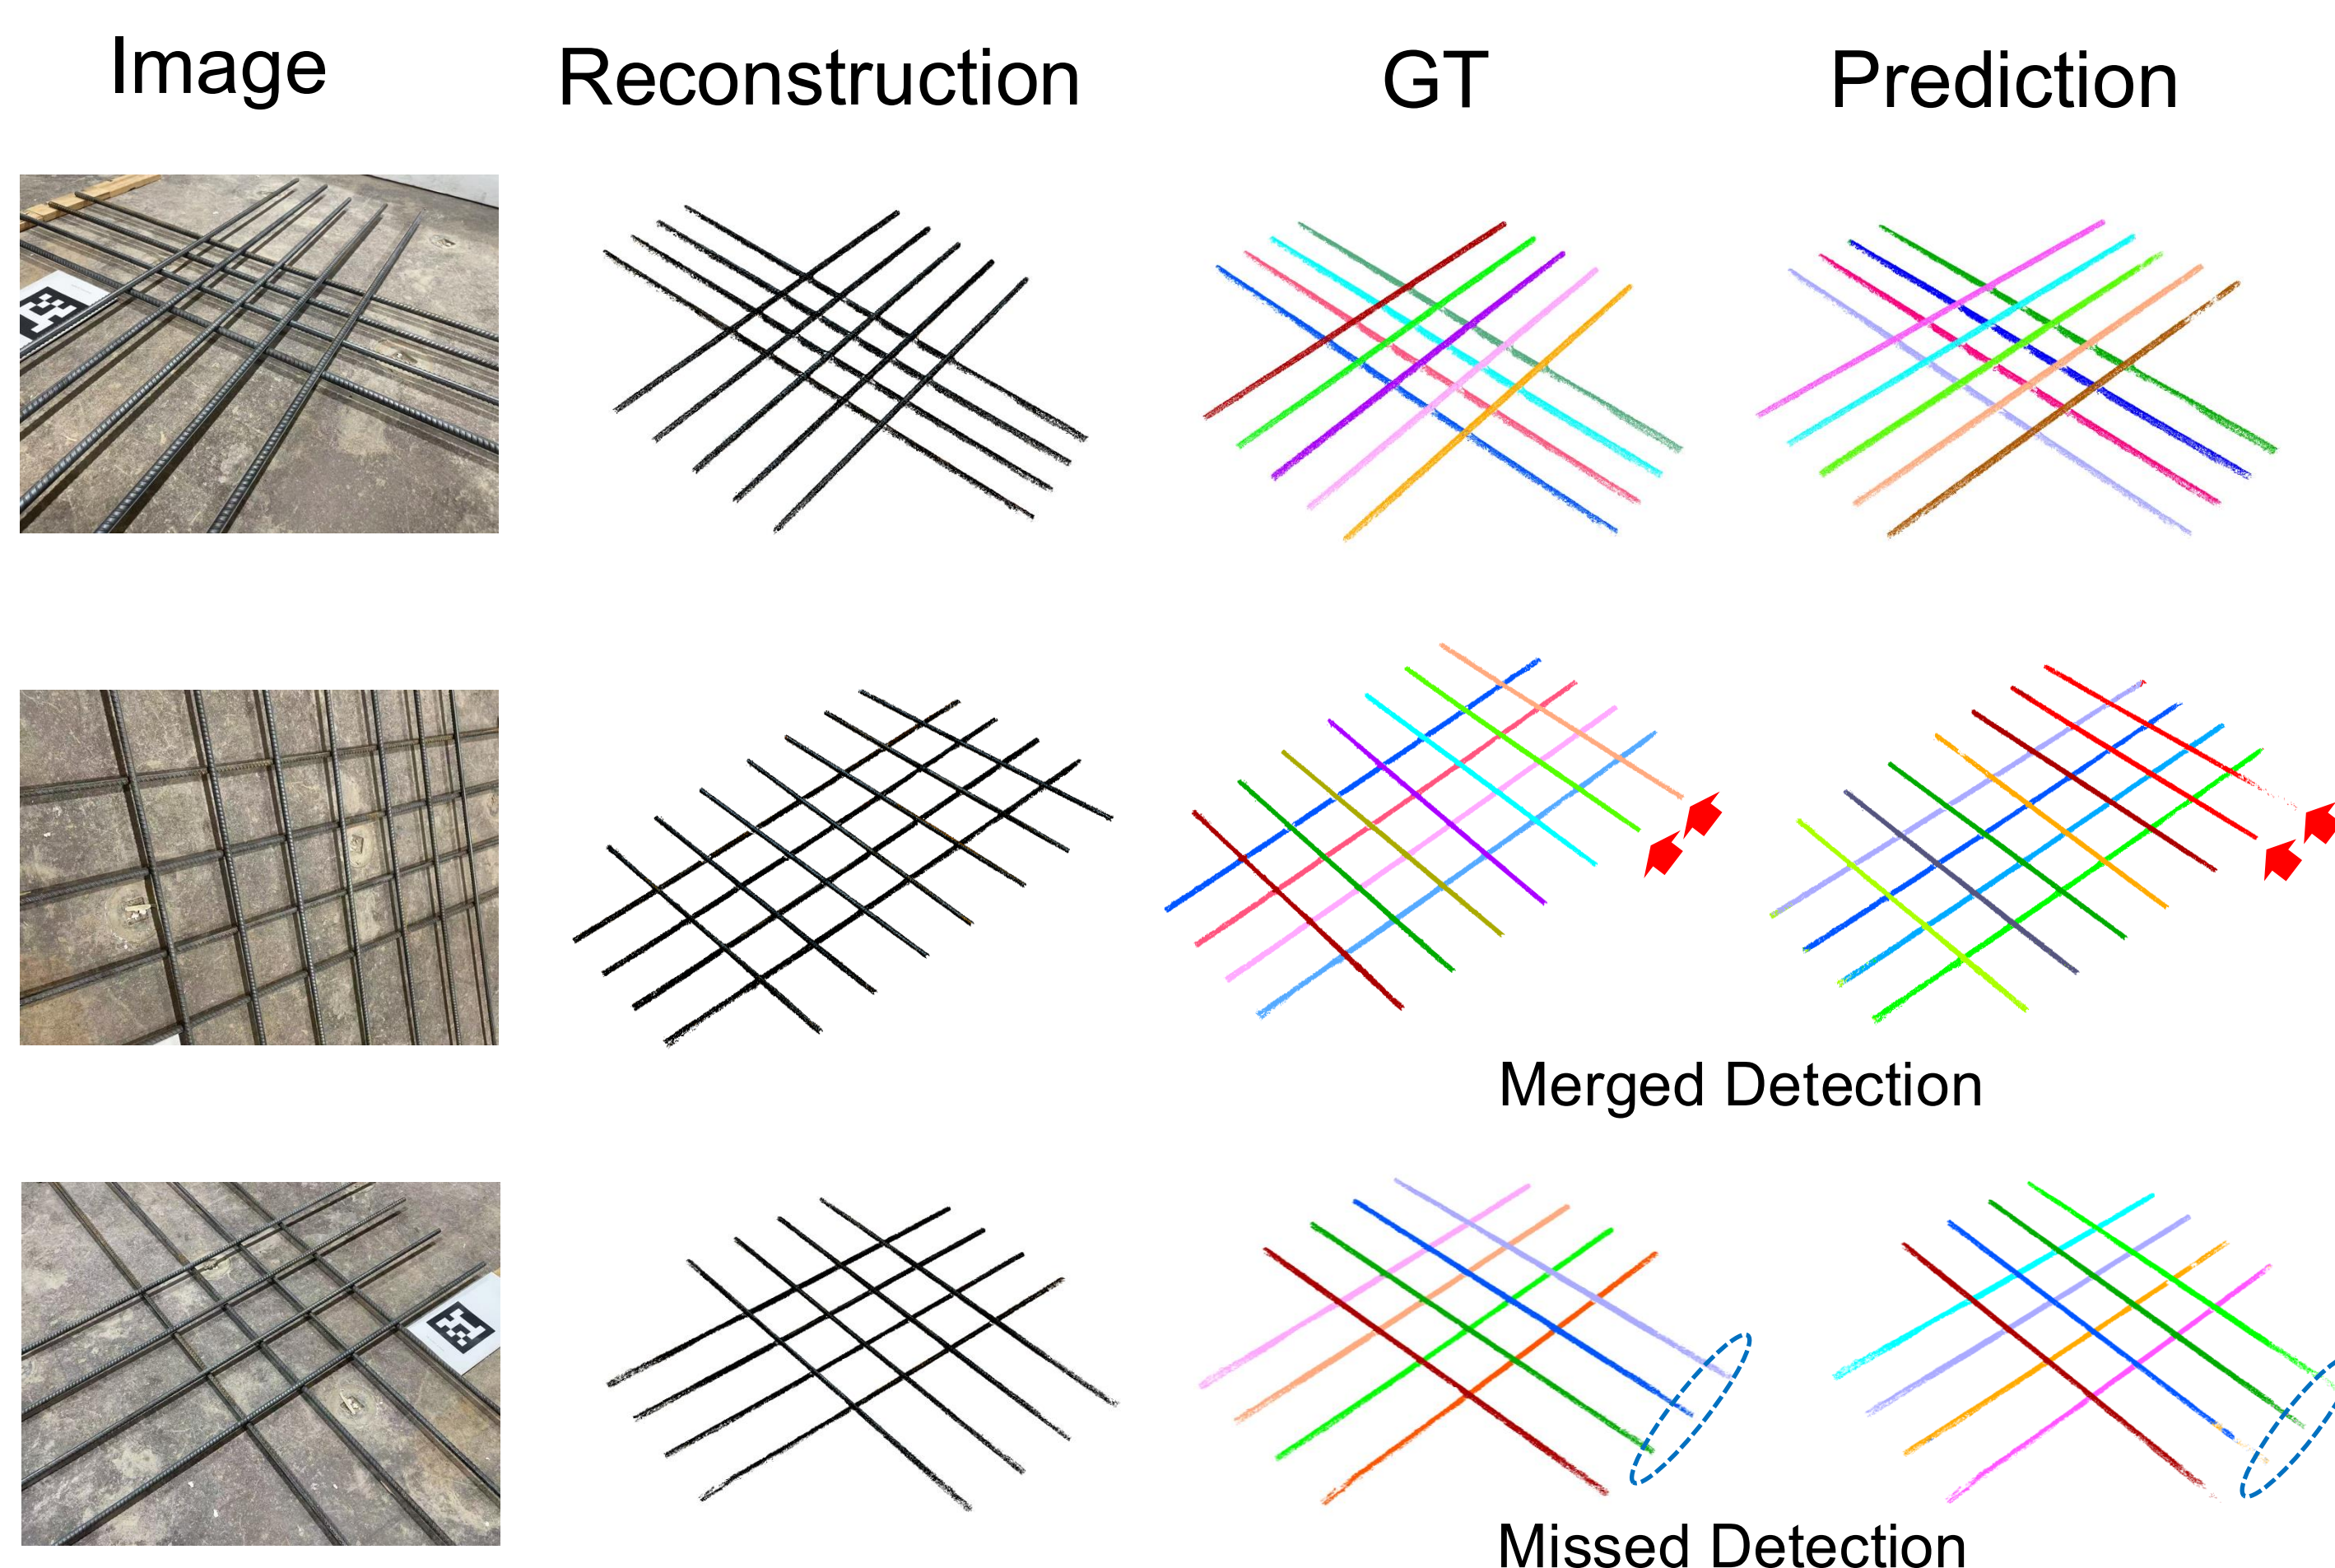 Image
Reconstruction
GT
Prediction
Merged Detection
Missed Detection